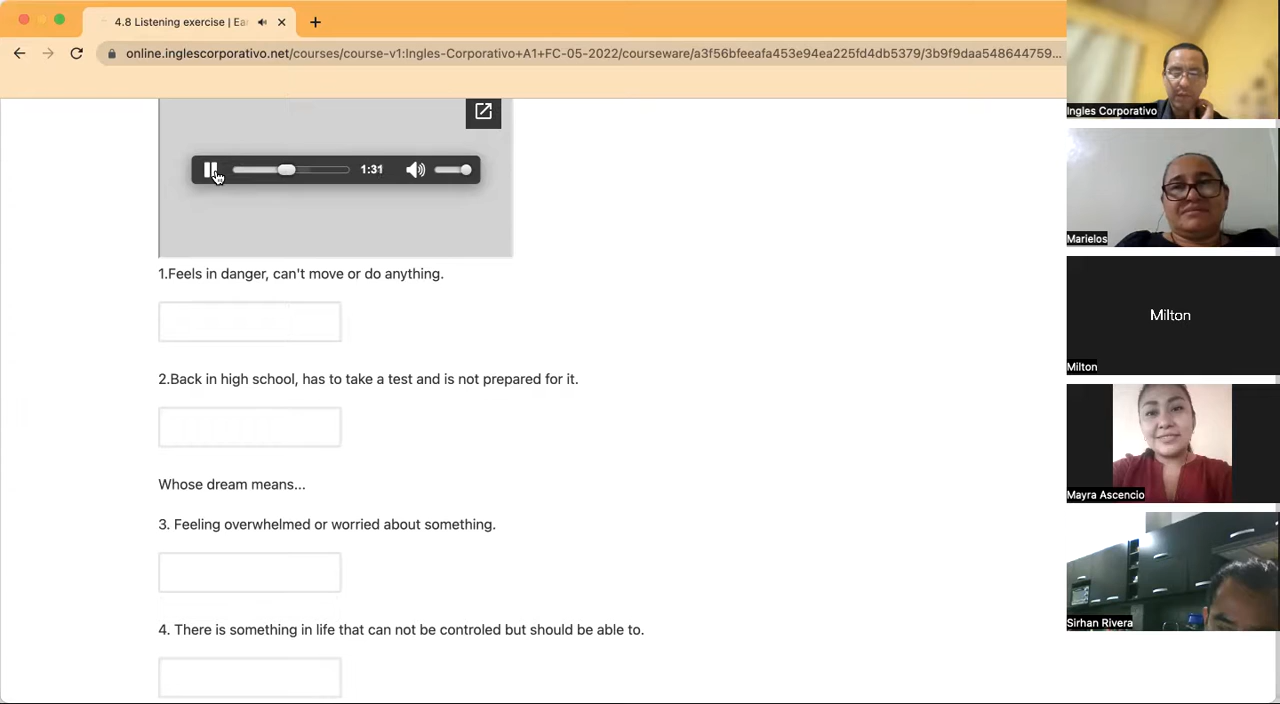 4.8 Listening exercise | Ea
online.inglescorporativo.net/courses/course-v1:Ingles-Corporativo+A1+FC-05-2022/courseware/a3f56bfeeafa453e94ea225fd4db5379/3b9f9daa548644759...
Ingles Corporativo
1:31
Marielos
1.Feels in danger, can't move or do anything.
Milton
Milton
2.Back in high school, has to take a test and is not prepared for it.
Whose dream means...
Mayra Ascencio
3. Feeling overwhelmed or worried about something.
4. There is something in life that can not be controled but should be able to.
Sirhan Rivera